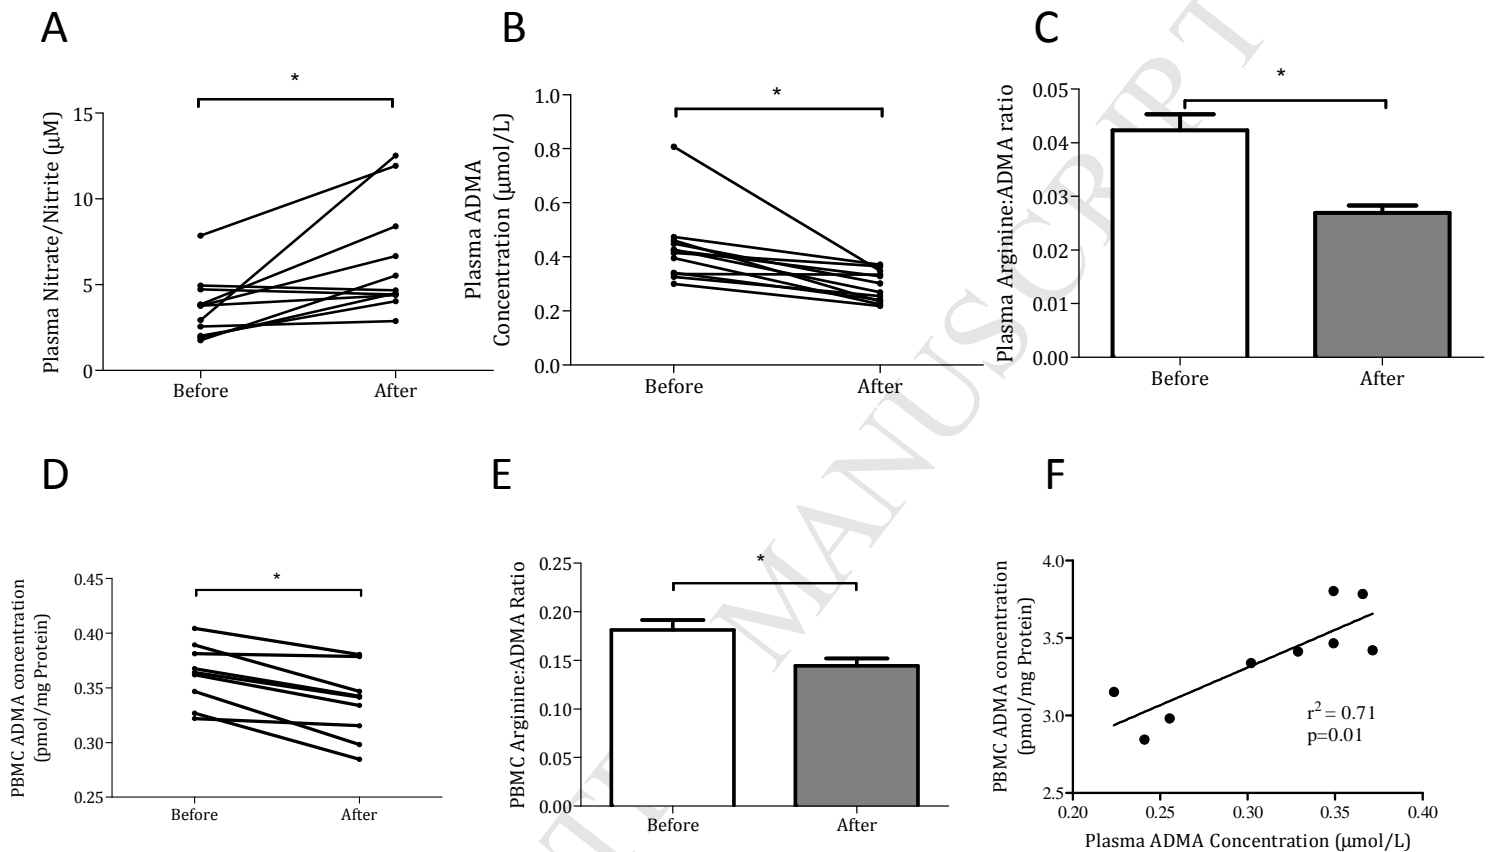 A
B
C
*
*
*
Plasma Nitrate/Nitrite (μM)
15
10
5
0
Before
After
Plasma ADMA
Concentration (μmol/L)
1.0
0.8
0.6
0.4
0.2
0.0
Before
After
Plasma Arginine:ADMA ratio
0.05
0.04
0.03
0.02
0.01
0.00
Before
After
D
E
F
*
*
PBMC ADMA concentration
(pmol/mg Protein)
0.45
0.40
0.35
0.30
0.25
Before
After
PBMC Arginine:ADMA Ratio
0.25
0.20
0.15
0.10
0.05
0.00
Before
After
PBMC ADMA concentration
(pmol/mg Protein)
4.0
3.5
3.0
2.5
r² = 0.71
p=0.01
0.20
0.25
0.30
0.35
0.40
Plasma ADMA Concentration (μmol/L)
MANUSCRIPT